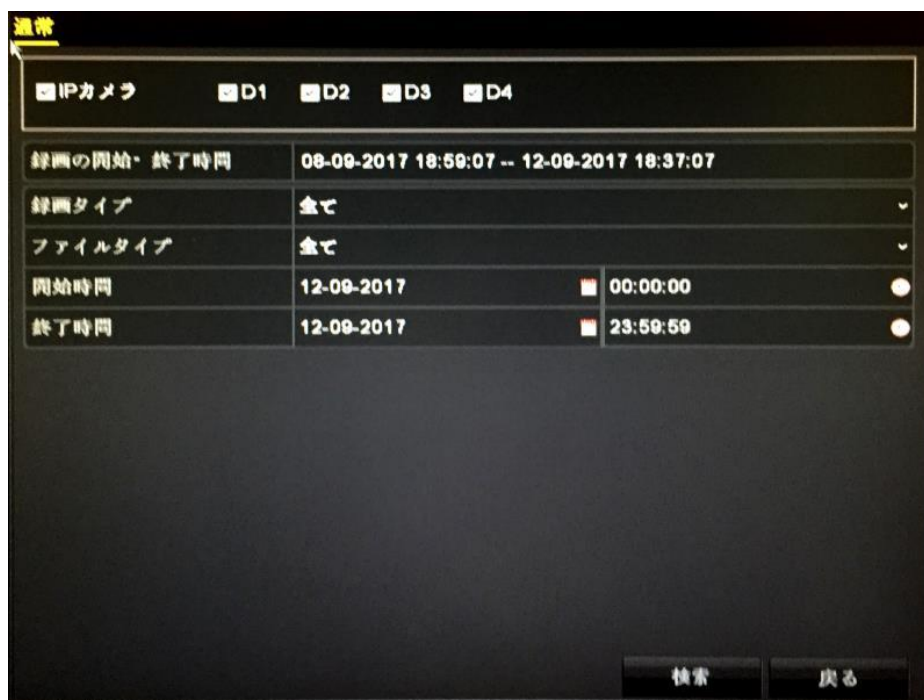 通常
IPカメラ D1 D2 D3 D4
録画の開始・終了時間 08-09-2017 18:59:07 -- 12-09-2017 18:37:07
録画タイプ 全て
ファイルタイプ 全て
開始時間 12-09-2017 00:00:00
終了時間 12-09-2017 23:59:59
検索 戻る